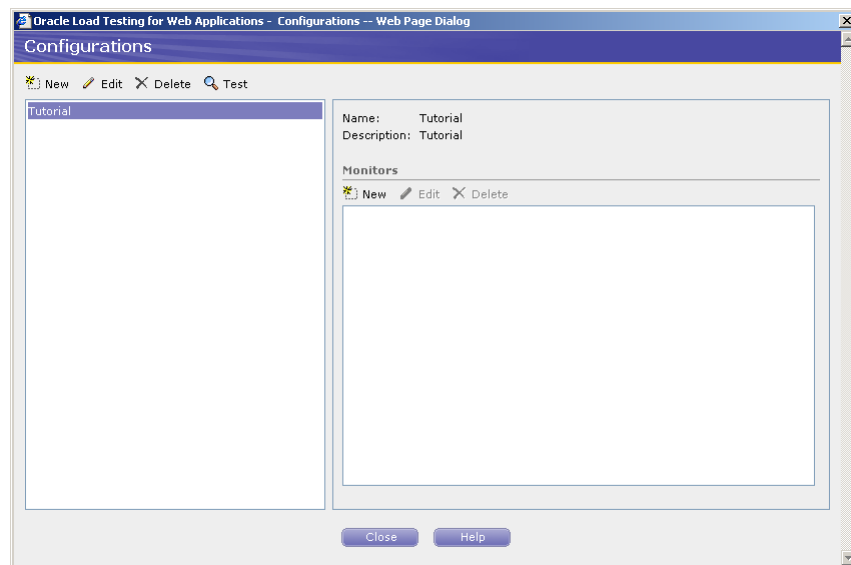 Oracle Load Testing for Web Applications - Configurations -- Web Page Dialog
Configurations
New Edit Delete Test
Tutorial
Name: Tutorial
Description: Tutorial
Monitors
New Edit Delete
Close Help